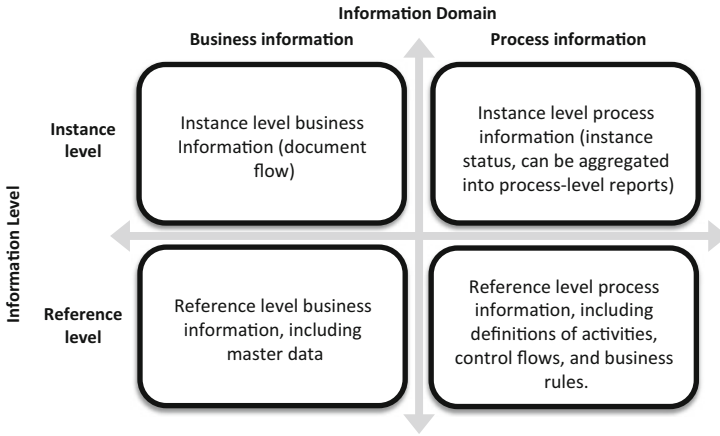 Information Domain
Business information
Process information
Information Level
Instance
level
Instance level business
Information (document
flow)
Instance level process
information (instance
status, can be aggregated
into process-level reports)
Reference
level
Reference level business
information, including
master data
Reference level process
information, including
definitions of activities,
control flows, and business
rules.